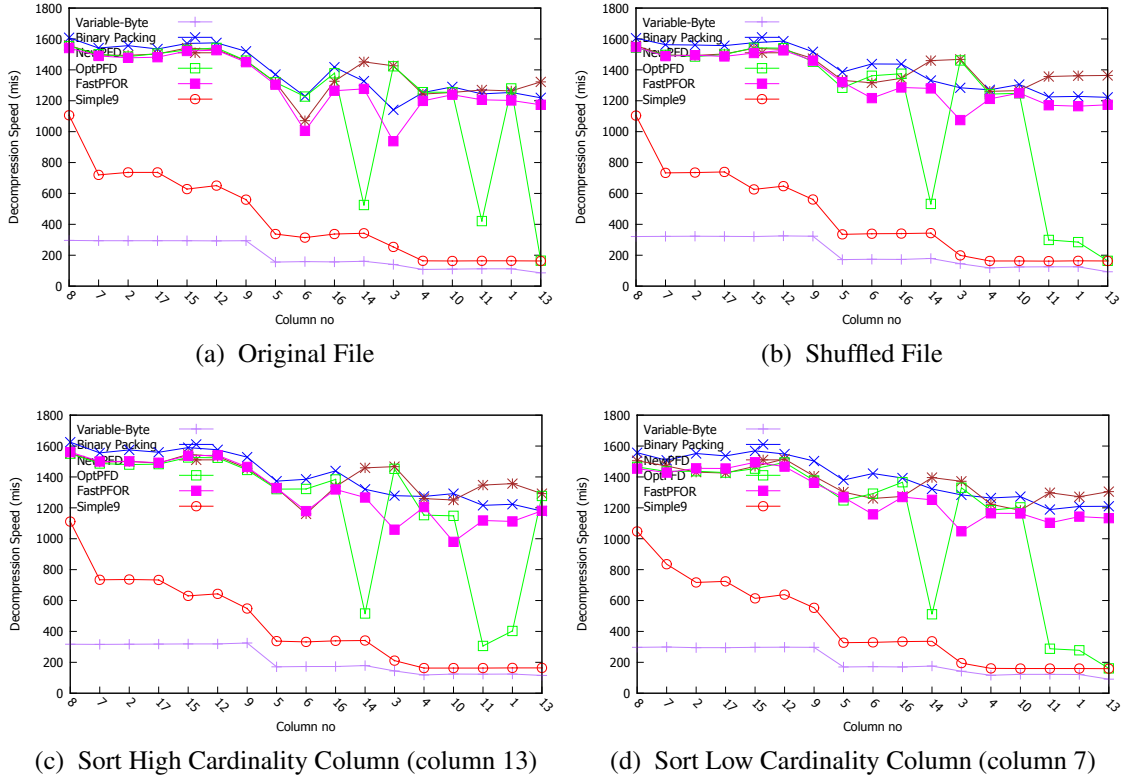 1800
1600
1400
1200
1000
800
600
400
200
0
Decompression Speed (mis)
Variable-Byte
Binary Packing
NewPFD
OptPFD
FastPFOR
Simple9
8 7 2 17 15 12 9 5 6 16 14 3 4 10 11 1 13
Column no
(a) Original File
1800
1600
1400
1200
1000
800
600
400
200
0
Decompression Speed (mis)
Variable-Byte
Binary Packing
NewPFD
OptPFD
FastPFOR
Simple9
8 7 2 17 15 12 9 5 6 16 14 3 4 10 11 1 13
Column no
(b) Shuffled File
1800
1600
1400
1200
1000
800
600
400
200
0
Decompression Speed (mis)
Variable-Byte
Binary Packing
NewPFD
OptPFD
FastPFOR
Simple9
8 7 2 17 15 12 9 5 6 16 14 3 4 10 11 1 13
Column no
(c) Sort High Cardinality Column (column 13)
1800
1600
1400
1200
1000
800
600
400
200
0
Decompression Speed (mis)
Variable-Byte
Binary Packing
NewPFD
OptPFD
FastPFOR
Simple9
8 7 2 17 15 12 9 5 6 16 14 3 4 10 11 1 13
Column no
(d) Sort Low Cardinality Column (column 7)